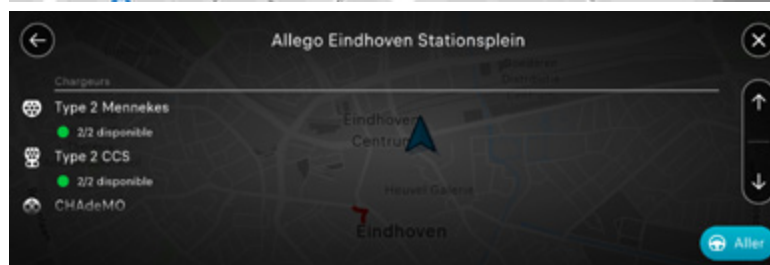 Allego Eindhoven Stationsplein
Chargeurs
Type 2 Mennekes
2/2 disponible
Type 2 CCS
2/2 disponible
CHAdeMO
Eindhoven
Centrum
Heuvel Galerie
Eindhoven
Aller